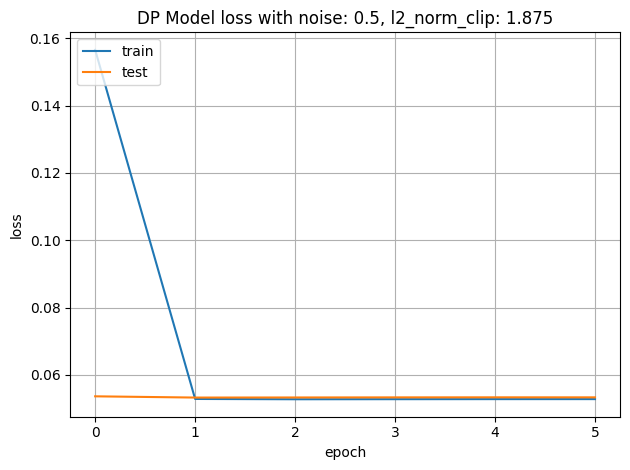 DP Model loss with noise: 0.5, l2_norm_clip: 1.875
train
test
0.16
0.14
0.12
0.10
0.08
0.06
loss
0
1
2
3
4
5
epoch